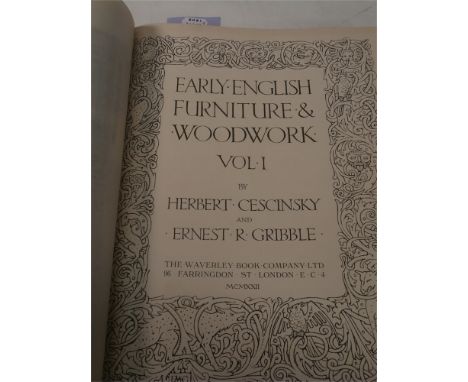 EARLY·ENGLISH
FURNITURE·&
·WOODWORK·
VOL·I
BY
HERBERT·CESCINSKY
AND
·ERNEST·R·GRIBBLE·
THE·WAVERLEY·BOOK·COMPANY·LTD
96 FARRINGDON·ST·LONDON·E·C·4
MCMXXII